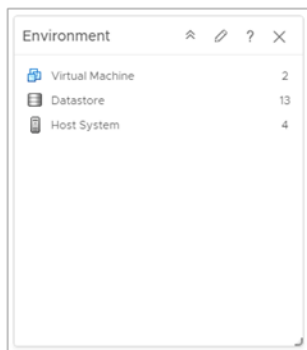 Environment ?
Virtual Machine 2
Datastore 13
Host System 4